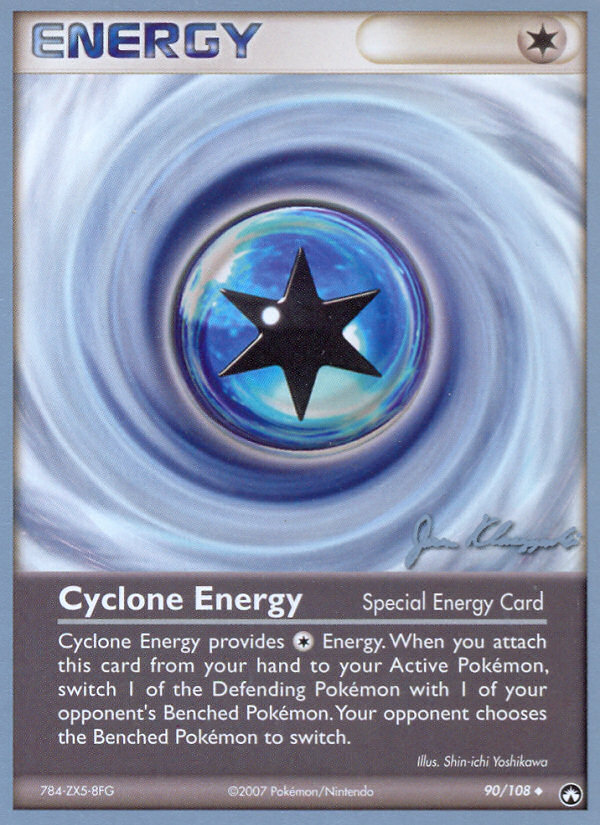 ENERGY
Cyclone Energy Special Energy Card
Cyclone Energy provides Energy. When you attach
this card from your hand to your Active Pokémon,
switch 1 of the Defending Pokémon with 1 of your
opponent's Benched Pokémon. Your opponent chooses
the Benched Pokémon to switch.
Illus. Shin-ichi Yoshikawa
784-ZX5-8FG ©2007 Pokémon/Nintendo 90/108